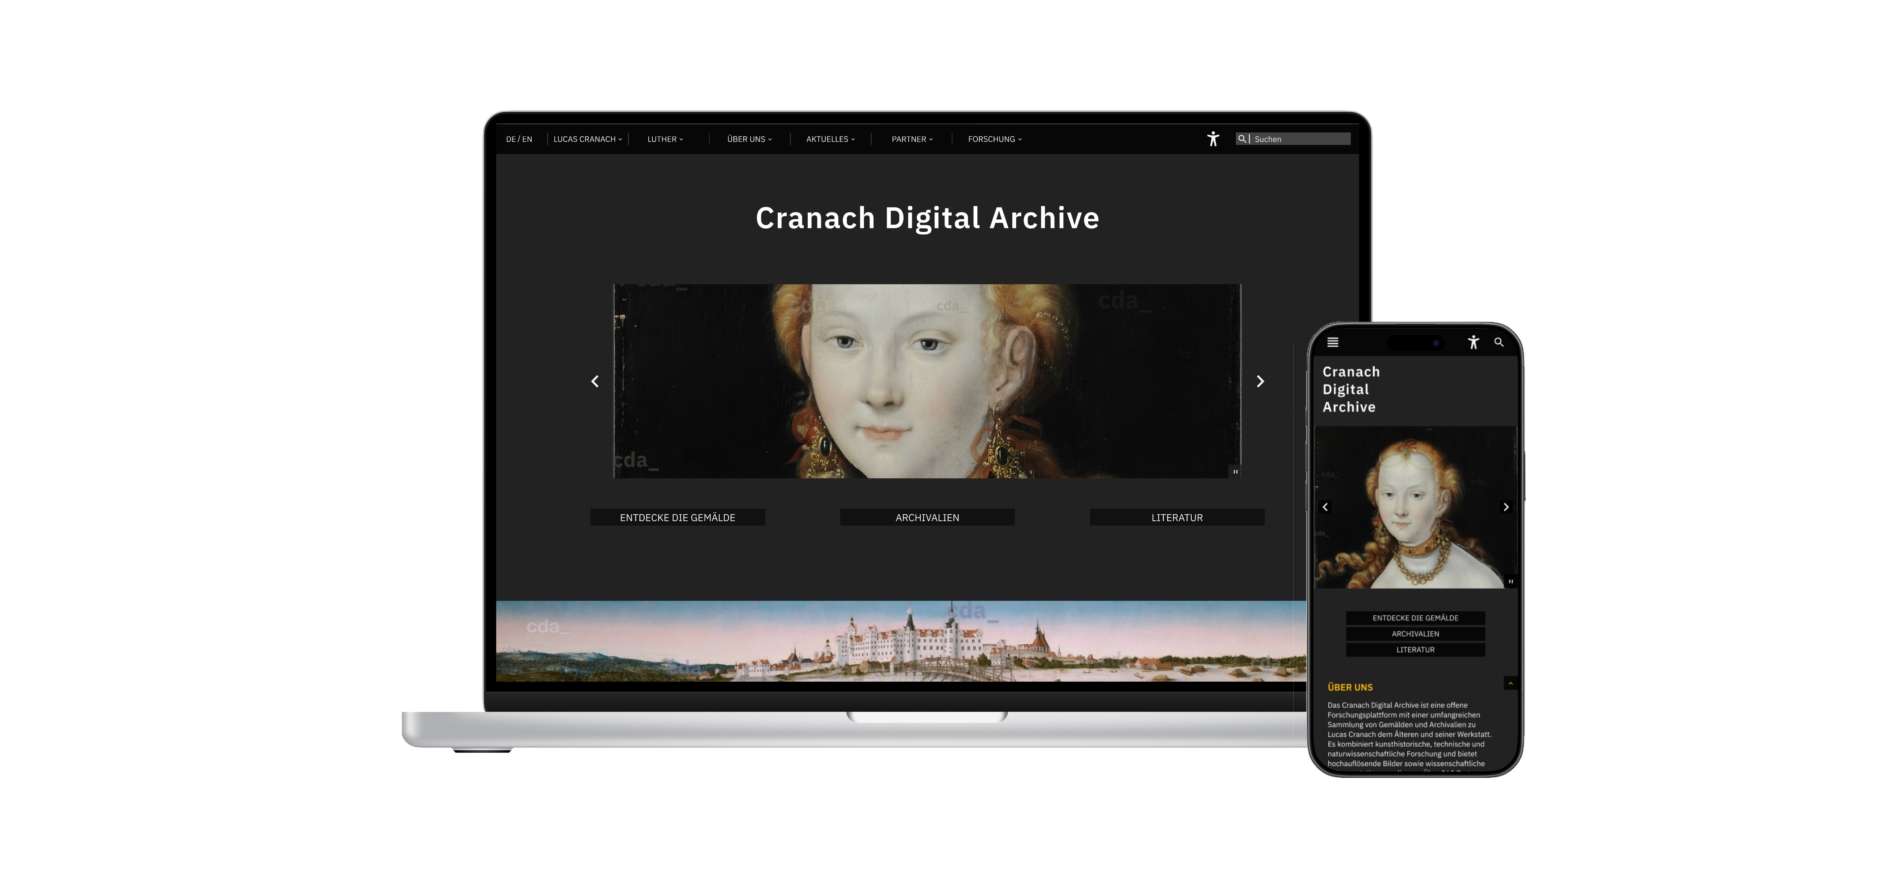 DE / EN
LUCAS CRANACH
LUTHER
ÜBER UNS
AKTUELLES
PARTNER
FORSCHUNG
Suchen
Cranach Digital Archive
cda_
cda_
cda_
ENTDECKE DIE GEMÄLDE
ARCHIVALIEN
LITERATUR
cda_
cda_
Cranach
Digital
Archive
ENTDECKE DIE GEMÄLDE
ARCHIVALIEN
LITERATUR
ÜBER UNS
Das Cranach Digital Archive ist eine offene
Forschungsplattform mit einer umfangreichen
Sammlung von Gemälden und Archivalien zu
Lucas Cranach dem Älteren und seiner Werkstatt.
Es kombiniert kunsthistorische, technische und
naturwissenschaftliche Forschung und bietet
hochauflösende Bilder sowie wissenschaftliche